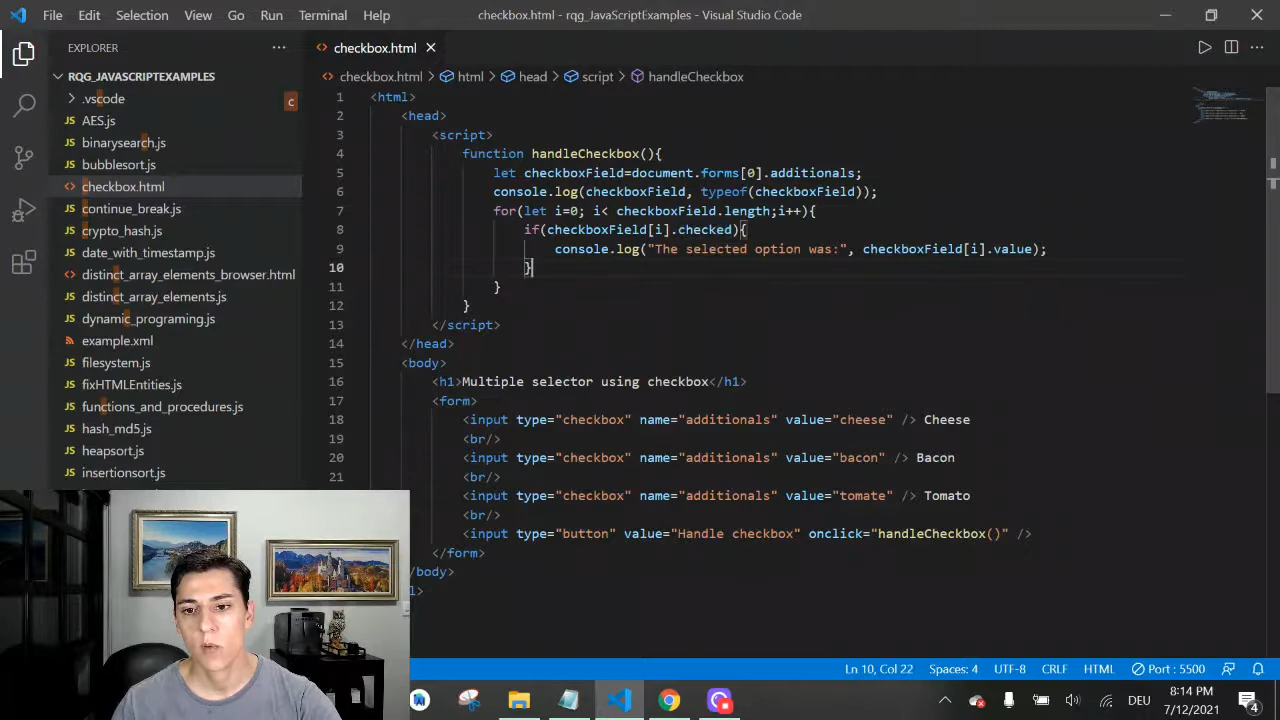 File Edit Selection View Go Run Terminal Help checkbox.html - rqg_JavaScriptExamples - Visual Studio Code
EXPLORER
RQG_JAVASCRIPTEXAMPLES
.vscode
AES.js
binarysearch.js
bubblesort.js
checkbox.html
continue_break.js
crypto_hash.js
date_with_timestamp.js
distinct_array_elements_browser.html
distinct_array_elements.js
dynamic_programing.js
example.xml
filesystem.js
fixHTMLEntities.js
functions_and_procedures.js
hash_md5.js
heapsort.js
insertionsort.js
checkbox.html
checkbox.html > html > head > script > handleCheckbox
1 <html>
2 <head>
3 <script>
4 function handleCheckbox(){
5 let checkboxField=document.forms[0].additionals;
6 console.log(checkboxField, typeof(checkboxField));
7 for(let i=0; i< checkboxField.length;i++){
8 if(checkboxField[i].checked){
9 console.log("The selected option was:", checkboxField[i].value);
10 }
11 }
12 }
13 </script>
14 </head>
15 <body>
16 <h1>Multiple selector using checkbox</h1>
17 <form>
18 <input type="checkbox" name="additionals" value="cheese" /> Cheese
19 <br/>
20 <input type="checkbox" name="additionals" value="bacon" /> Bacon
21 <br/>
<input type="checkbox" name="additionals" value="tomate" /> Tomato
<br/>
<input type="button" value="Handle checkbox" onclick="handleCheckbox()" />
</form>
/body>
l>
Ln 10, Col 22 Spaces: 4 UTF-8 CRLF HTML Port : 5500
DEU 8:14 PM
7/12/2021
4